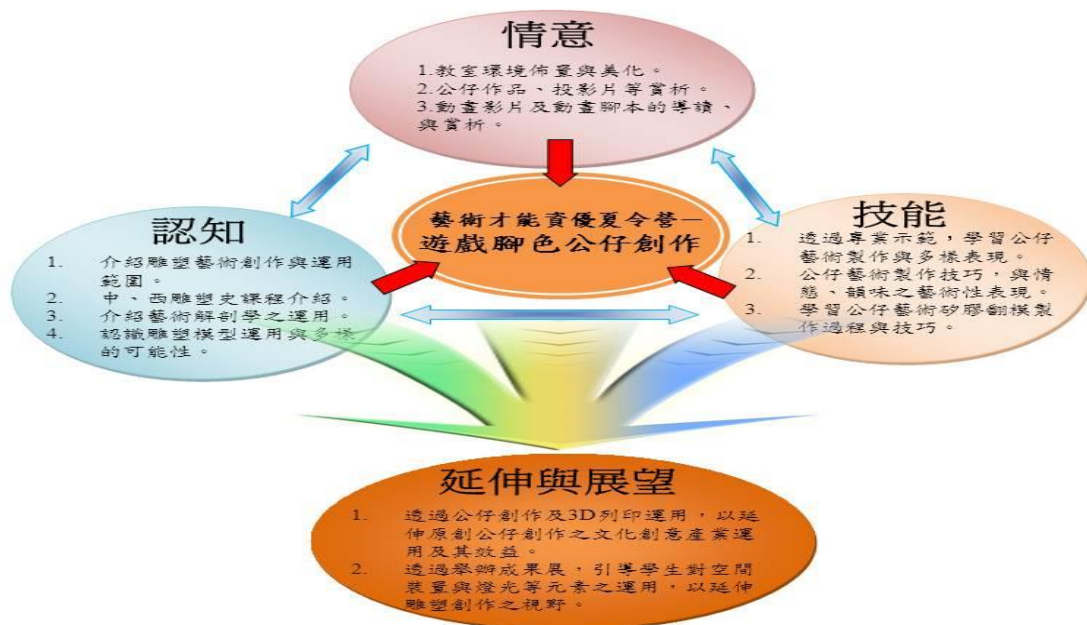 情意
1.教室環境佈置與美化。
2.公仔作品、投影片等賞析。
3.動畫影片及動畫腳本的導讀、
與賞析。
藝術才能資優夏令營—
遊戲腳色公仔創作
認知
1. 介紹雕塑藝術創作與運用
範圍。
2. 中、西雕塑史課程介紹。
3. 介紹藝術解剖學之運用。
4. 認識雕塑模型運用與多樣
的可能性。
技能
1. 透過專業示範，學習公仔
藝術製作與多樣表現。
2. 公仔藝術製作技巧，與情
態、韻味之藝術性表現。
3. 學習公仔藝術矽膠翻模製
作過程與技巧。
延伸與展望
1. 透過公仔創作及3D列印運用，以延
伸原創公仔創作之文化創意產業運
用及其效益。
2. 透過舉辦成果展，引導學生對空間
裝置與燈光等元素之運用，以延伸
雕塑創作之視野。